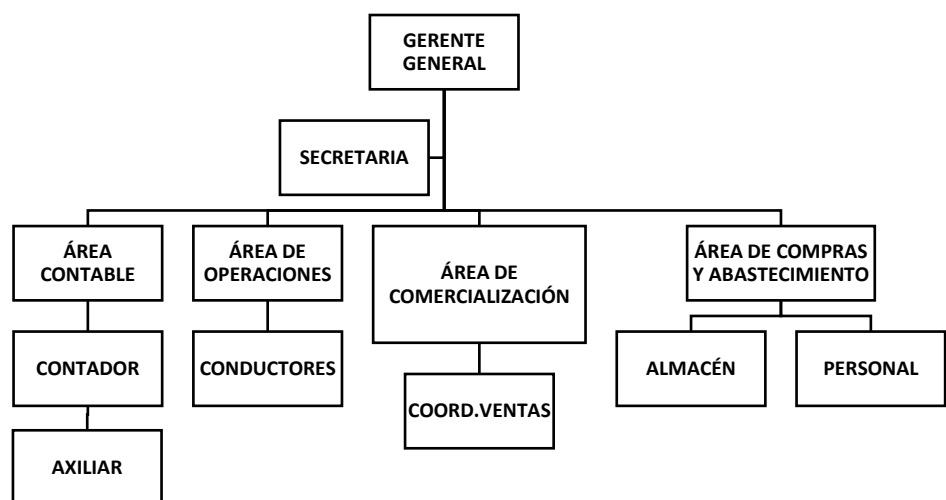 GERENTE
GENERAL
SECRETARIA
ÁREA
CONTABLE
ÁREA DE
OPERACIONES
ÁREA DE
COMERCIALIZACIÓN
ÁREA DE COMPRAS
Y ABASTECIMIENTO
CONTADOR
CONDUCTORES
COORD.VENTAS
ALMACÉN
PERSONAL
AXILIAR